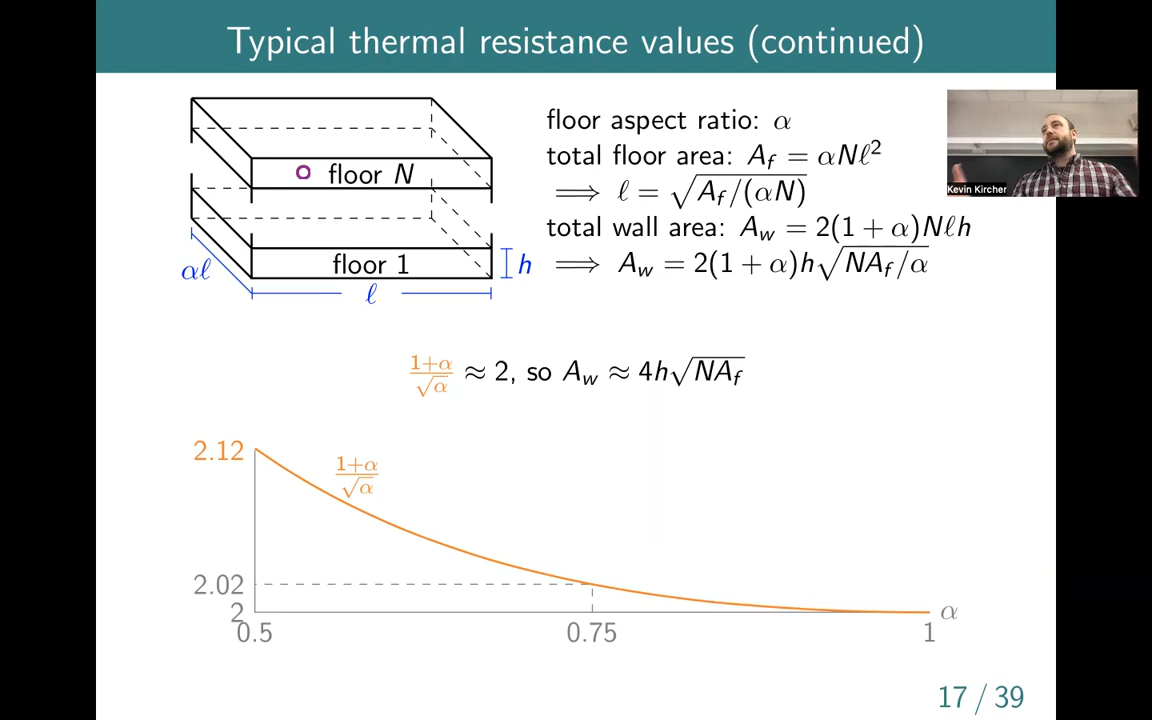 Typical thermal resistance values (continued)
floor N
floor 1
αℓ
ℓ
h
floor aspect ratio: α
total floor area: A_f = αNℓ²
⟹ ℓ = √(A_f/(αN))
total wall area: A_w = 2(1 + α)Nℓh
⟹ A_w = 2(1 + α)h√(NA_f/α)
Kevin Kircher
(1+α)/√α ≈ 2, so A_w ≈ 4h√(NA_f)
2.12
(1+α)/√α
2.02
2
α
0.5
0.75
1
17 / 39